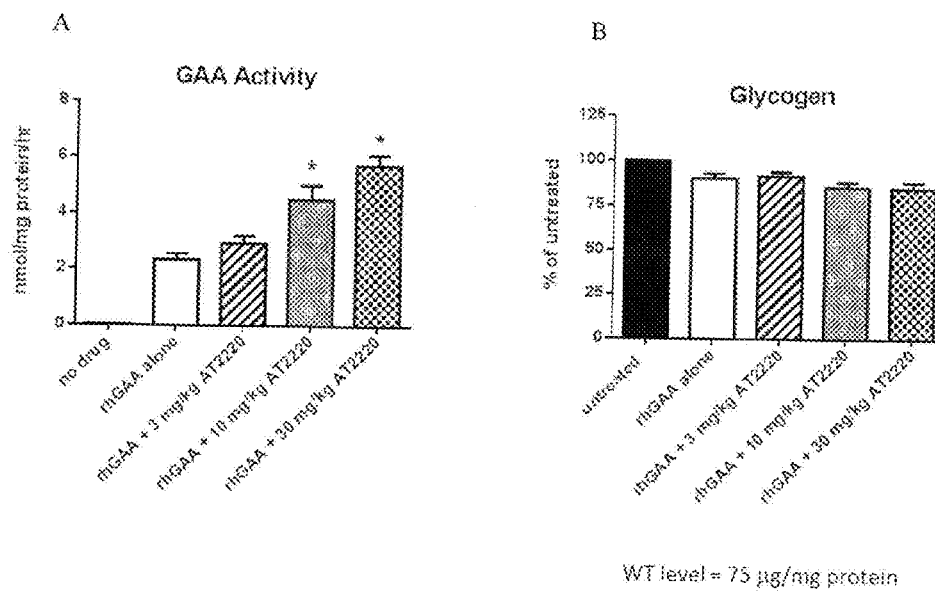 A
GAA Activity
nmol/mg protein/hr
8
6
4
2
0
*
*
no drug
rhGAA alone
rhGAA + 3 mg/kg AT2220
rhGAA + 10 mg/kg AT2220
rhGAA + 30 mg/kg AT2220
B
Glycogen
% of untreated
125
100
75
50
25
0
untreated
rhGAA alone
rhGAA + 3 mg/kg AT2220
rhGAA + 10 mg/kg AT2220
rhGAA + 30 mg/kg AT2220
WT level = 75 µg/mg protein